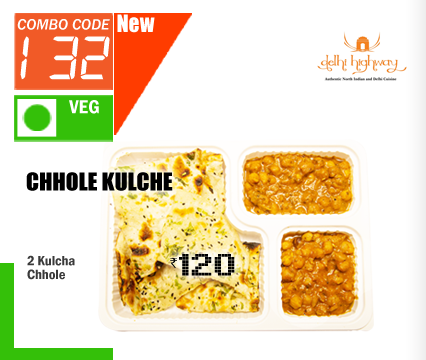 COMBO CODE
132
New
VEG
delhi highway
Authentic North Indian and Delhi Cuisine
CHHOLE KULCHE
₹120
2 Kulcha
Chhole